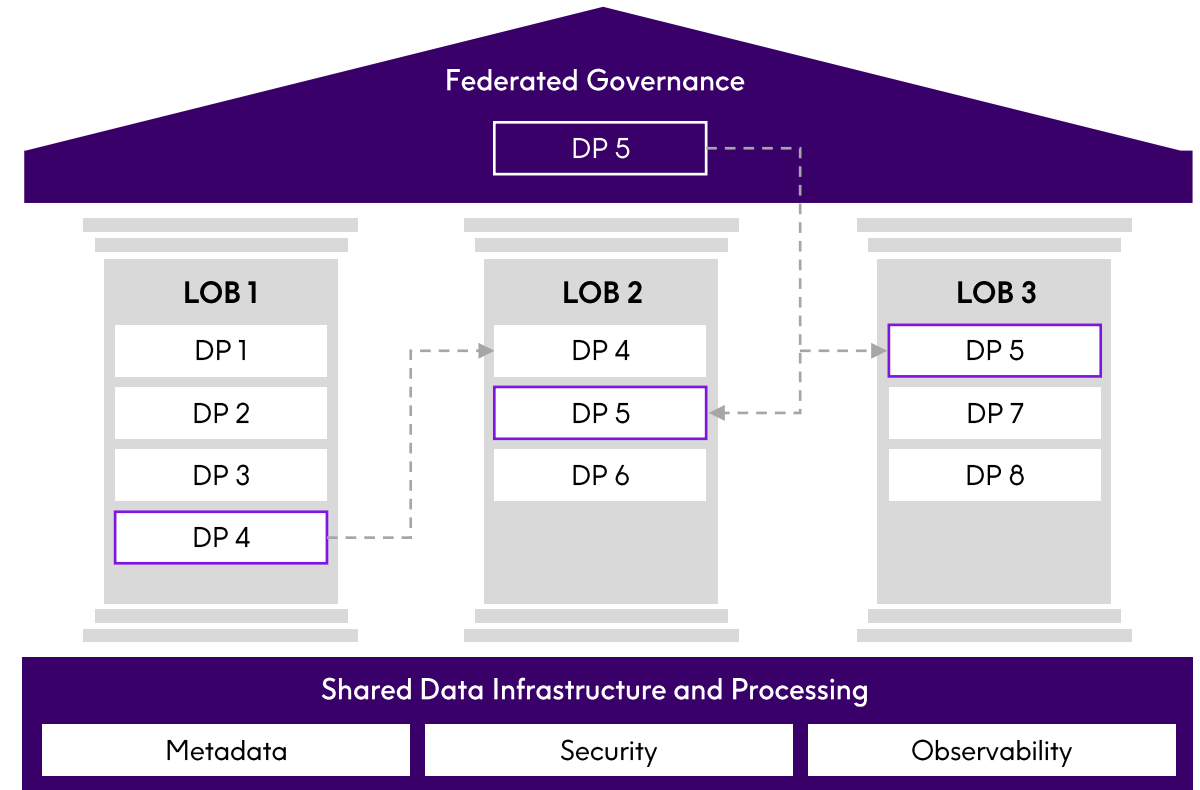 Federated Governance
DP 5
LOB 1
DP 1
DP 2
DP 3
DP 4
LOB 2
DP 4
DP 5
DP 6
LOB 3
DP 5
DP 7
DP 8
Shared Data Infrastructure and Processing
Metadata
Security
Observability